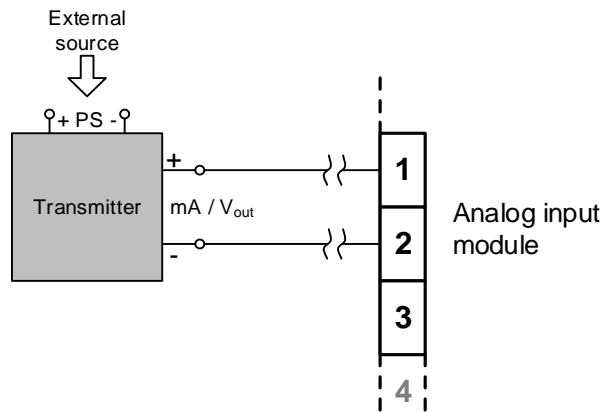 External
source
+ PS -
+
Transmitter
mA / Vout
-
1
2
3
4
Analog input
module